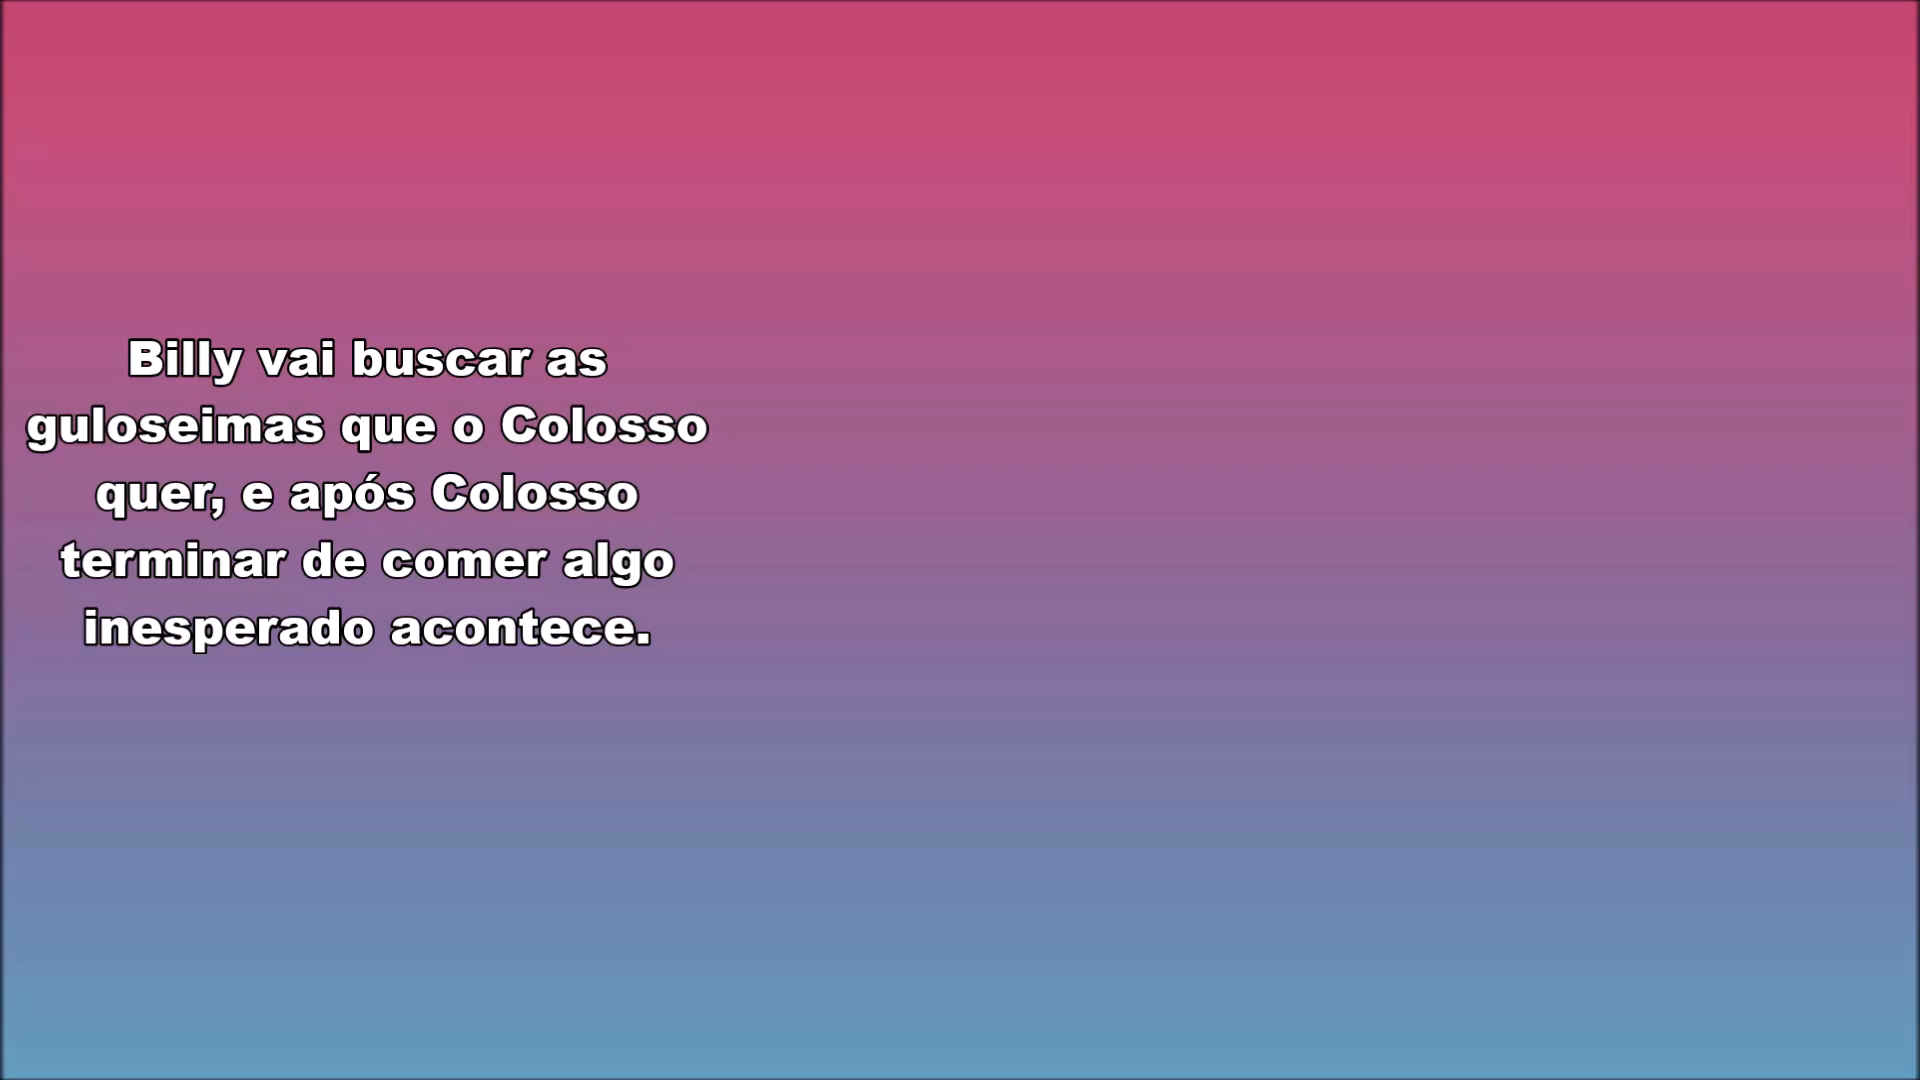 Billy vai buscar as
guloseimas que o Colosso
quer, e após Colosso
terminar de comer algo
inesperado acontece.